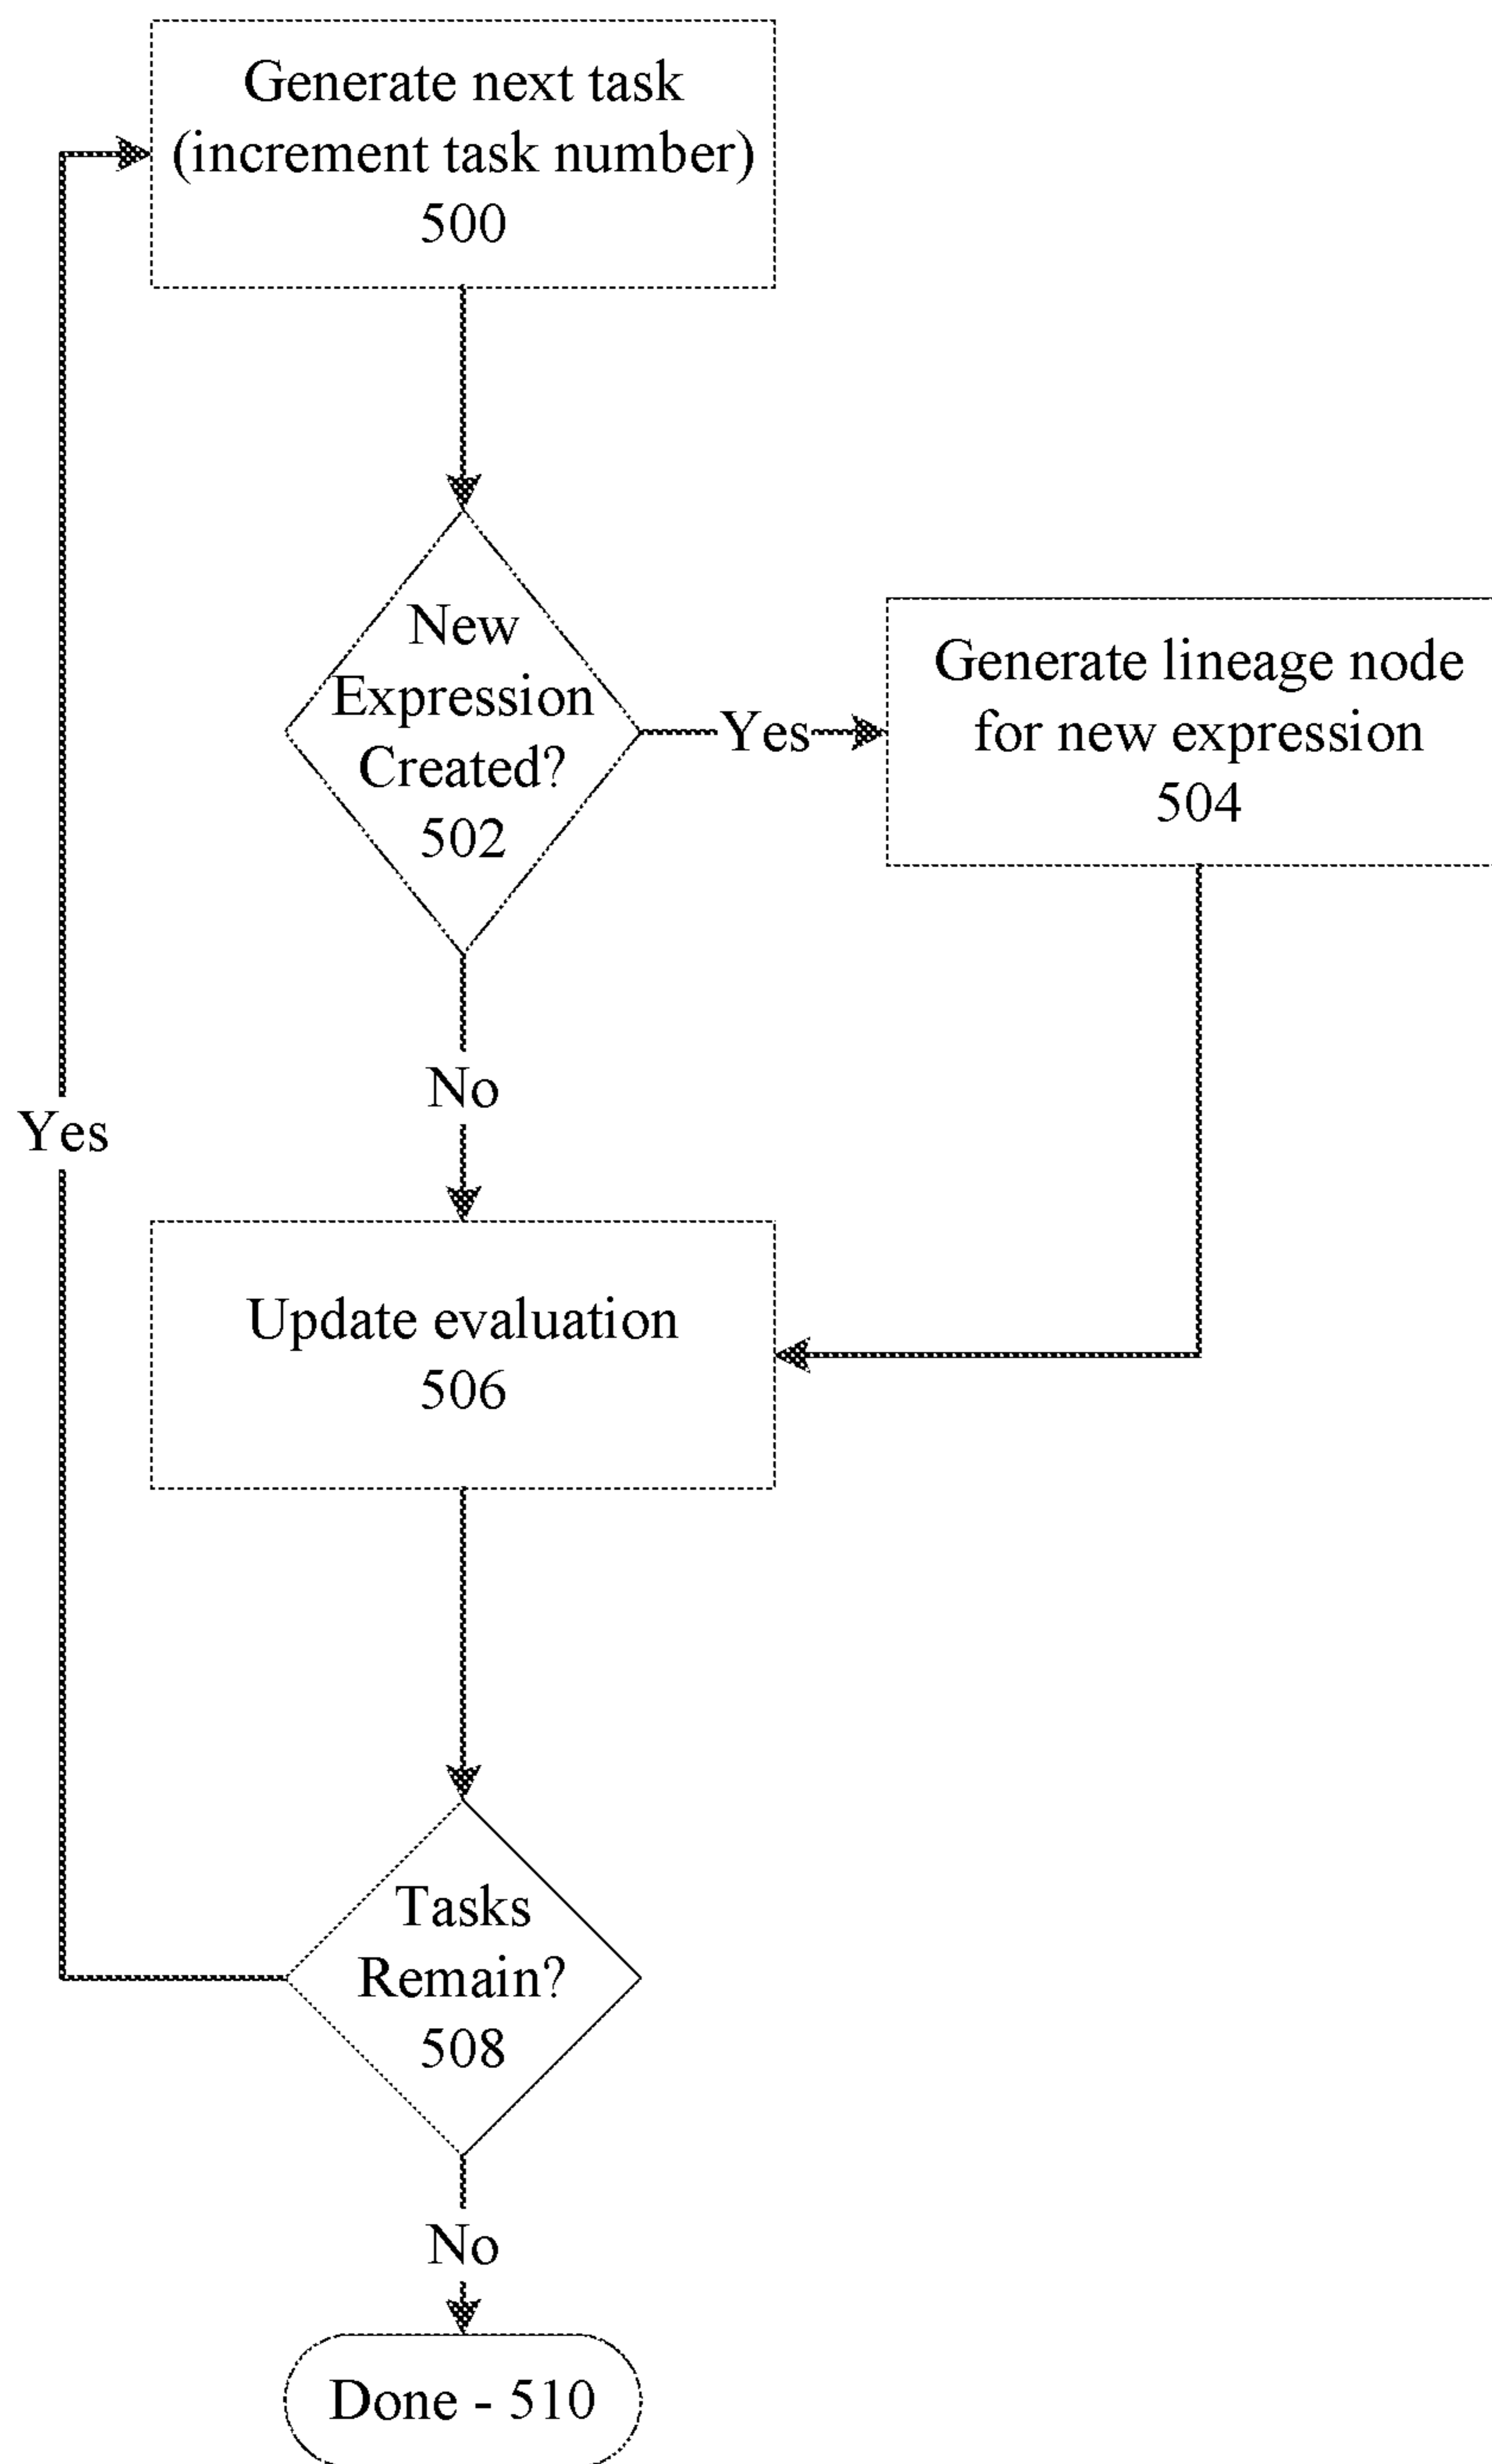 Generate next task
(increment task number)
500
New
Expression
Created?
502
Yes
Generate lineage node
for new expression
504
No
Yes
Update evaluation
506
Tasks
Remain?
508
No
Done - 510